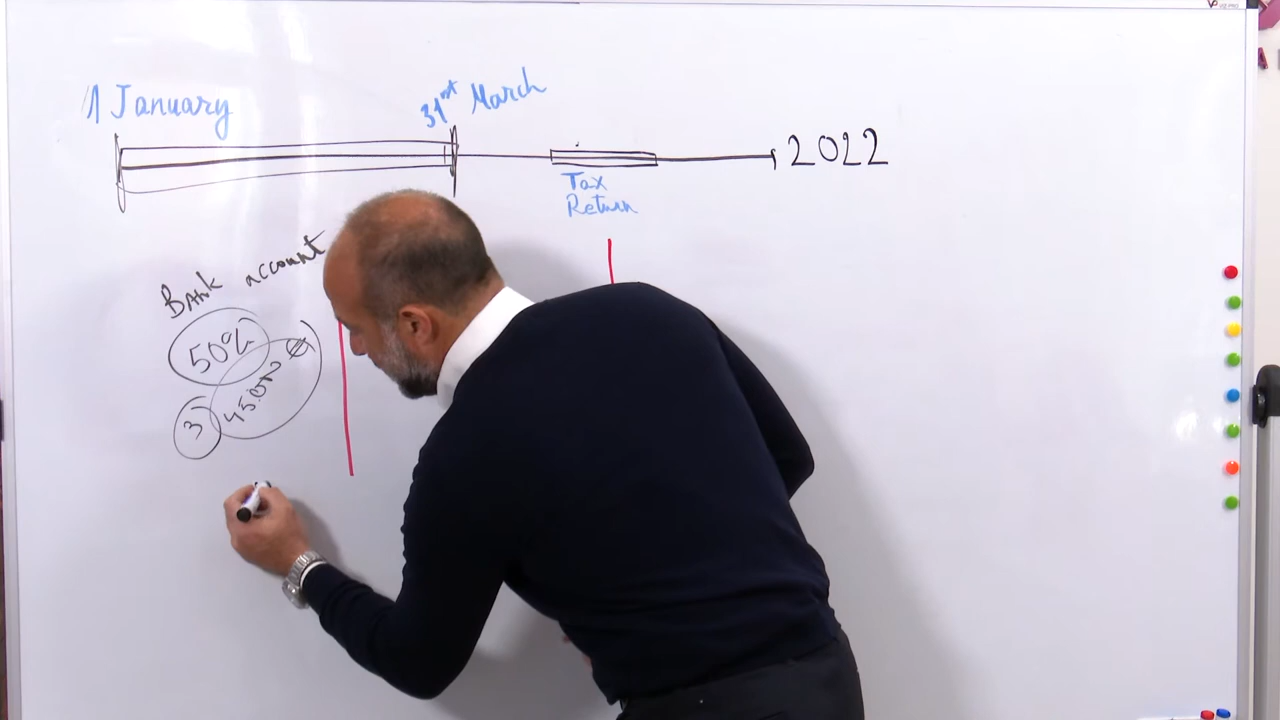 1 January
31st March
2022
Tax
Return
Bank account
50%
3
45.000